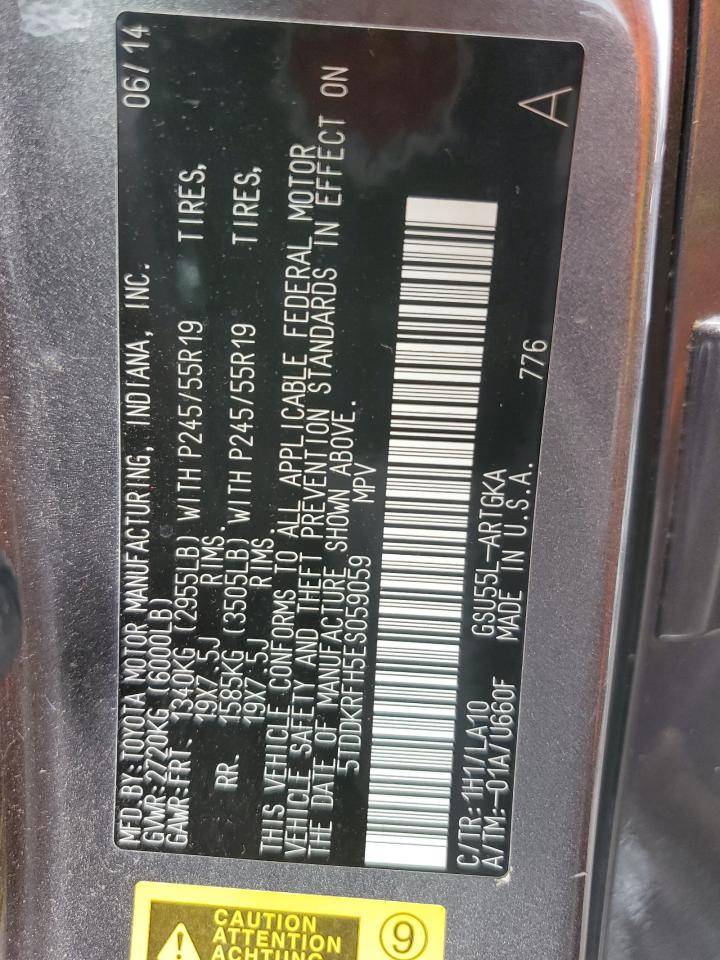 MFD.BY:TOYOTA MOTOR MANUFACTURING, INDIANA, INC. 06/14
GVWR:2720KG (6000LB)
GAWR:FRT. 1340KG (2955LB) WITH P245/55R19 TIRES,
19X7.5J RIMS.
RR. 1585KG (3505LB) WITH P245/55R19 TIRES,
19X7.5J RIMS
THIS VEHICLE CONFORMS TO ALL APPLICABLE FEDERAL MOTOR
VEHICLE SAFETY AND THEFT PREVENTION STANDARDS IN EFFECT ON
THE DATE OF MANUFACTURE SHOWN ABOVE.
5TDDKRFH5ES059059 MPV
C/TR:1H1/LA10 GSU55L-ARTGKA 776 A
A/TM:-01A/U660F MADE IN U.S.A.
CAUTION
ATTENTION
ACHTUNG
9